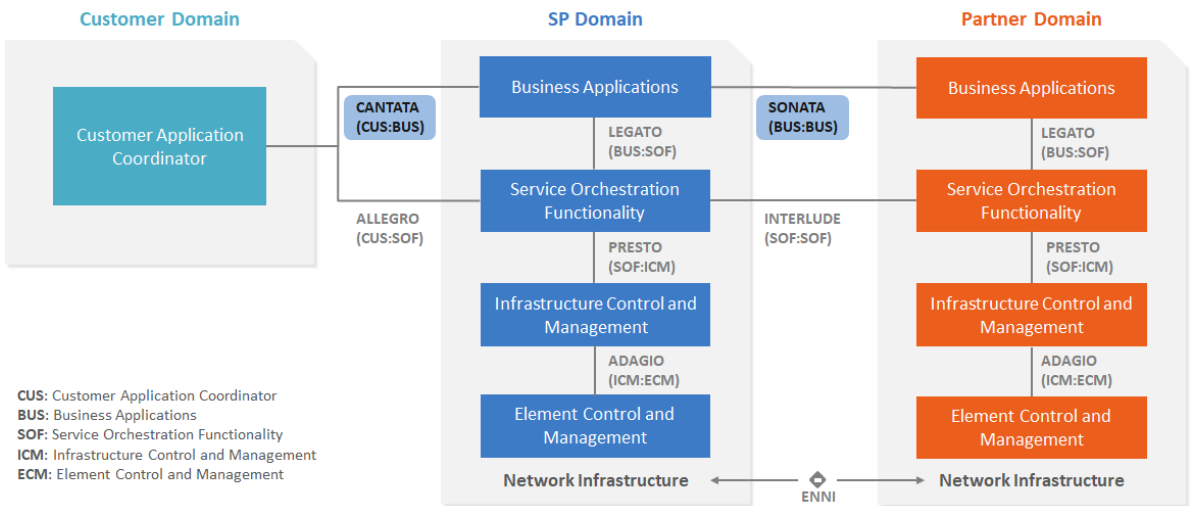 Customer Domain
SP Domain
Partner Domain
Customer Application
Coordinator
CANTATA
(CUS:BUS)
ALLEGRO
(CUS:SOF)
Business Applications
LEGATO
(BUS:SOF)
Service Orchestration
Functionality
PRESTO
(SOF:ICM)
Infrastructure Control and
Management
ADAGIO
(ICM:ECM)
Element Control and
Management
Network Infrastructure
SONATA
(BUS:BUS)
INTERLUDE
(SOF:SOF)
ENNI
Business Applications
LEGATO
(BUS:SOF)
Service Orchestration
Functionality
PRESTO
(SOF:ICM)
Infrastructure Control and
Management
ADAGIO
(ICM:ECM)
Element Control and
Management
Network Infrastructure
CUS: Customer Application Coordinator
BUS: Business Applications
SOF: Service Orchestration Functionality
ICM: Infrastructure Control and Management
ECM: Element Control and Management